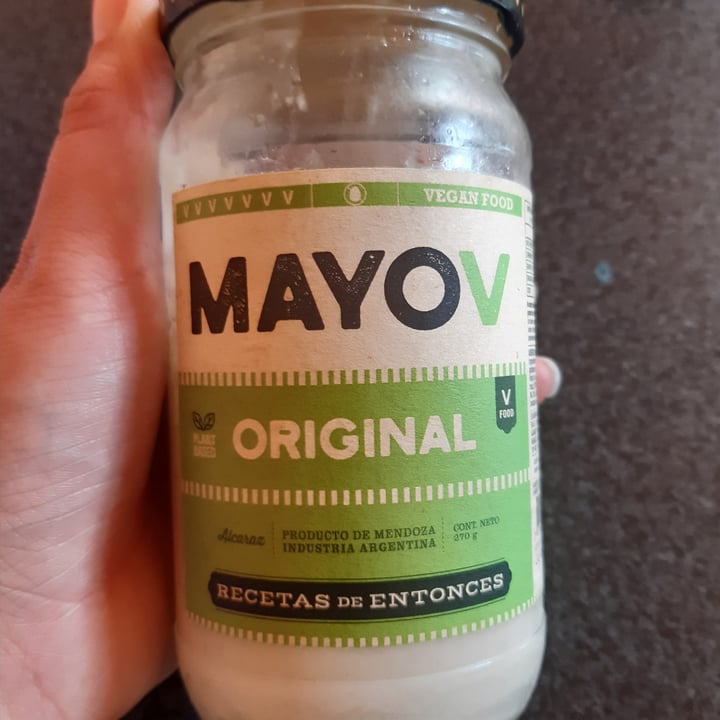 V V V V V V V VEGAN FOOD
MAYOV
V
FOOD
PLANT
BASED
ORIGINAL
Alcaraz
PRODUCTO DE MENDOZA
INDUSTRIA ARGENTINA
CONT. NETO
270 g
RECETAS DE ENTONCES